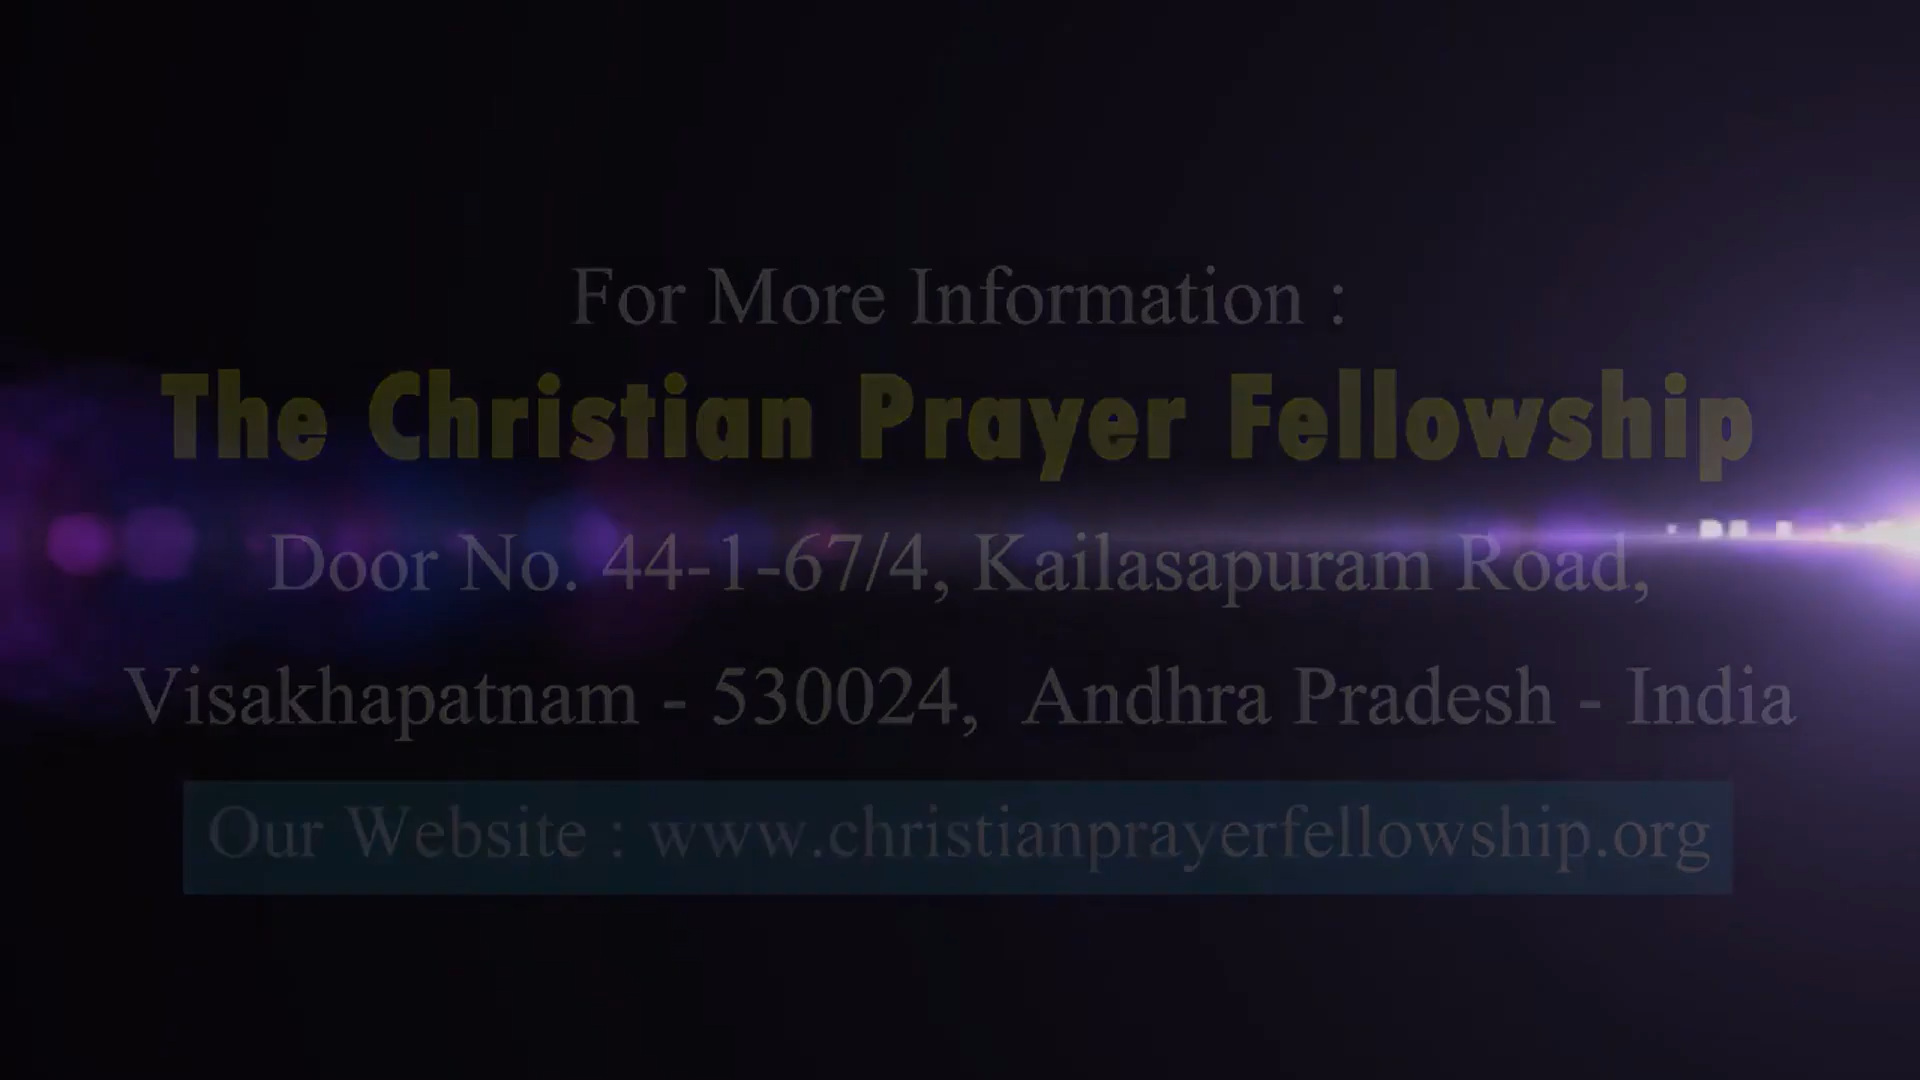 For More Information :
The Christian Prayer Fellowship
Door No. 44-1-67/4, Kailasapuram Road,
Visakhapatnam - 530024, Andhra Pradesh - India
Our Website : www.christianprayerfellowship.org